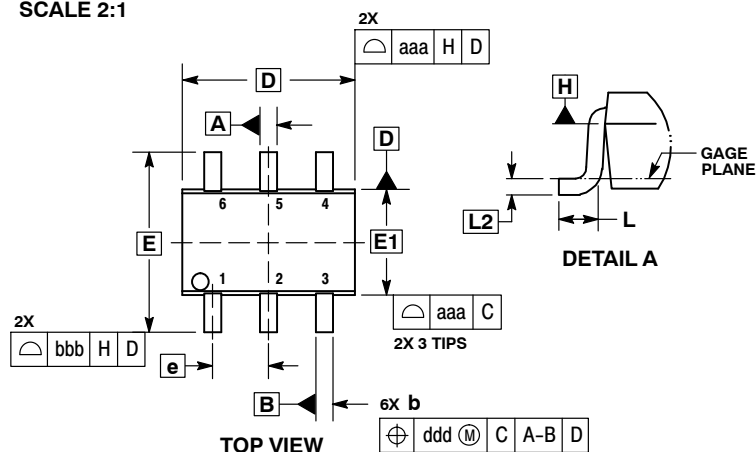 SCALE 2:1
2X
⌓ aaa H D
D
A
D
H
GAGE
PLANE
6 5 4
L2
L
E
E1
DETAIL A
1 2 3
⌓ aaa C
2X 3 TIPS
2X
⌓ bbb H D
e
B
6X b
TOP VIEW
⌖ ddd Ⓜ C A-B D